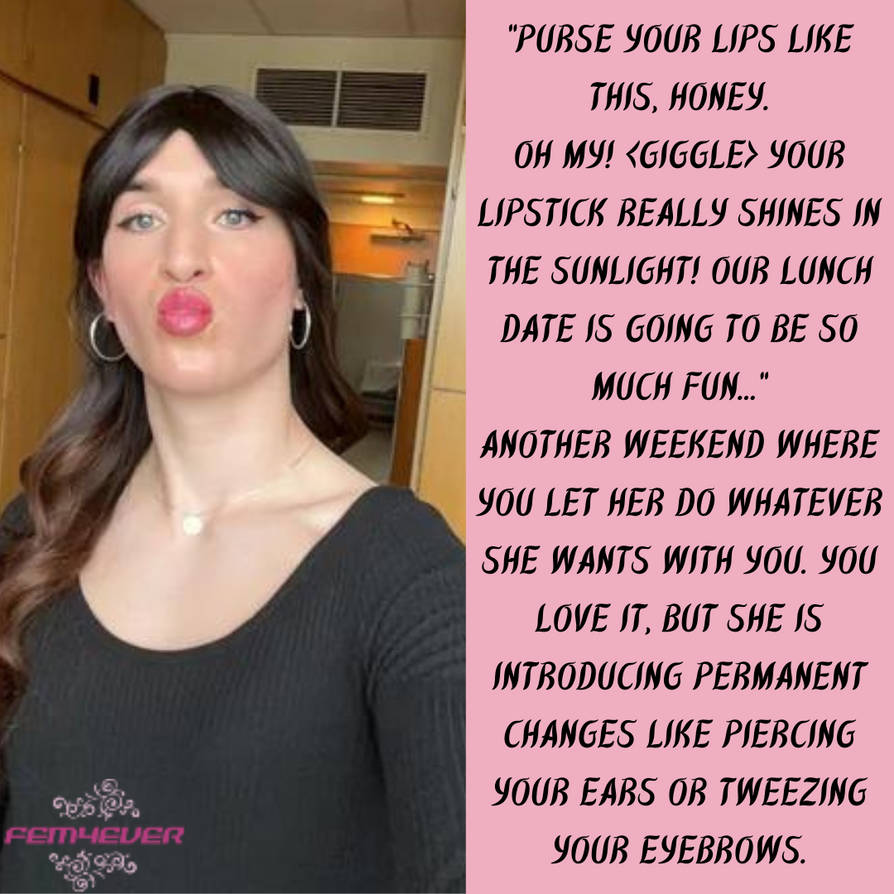 "PURSE YOUR LIPS LIKE
THIS, HONEY.
OH MY! <GIGGLE> YOUR
LIPSTICK REALLY SHINES IN
THE SUNLIGHT! OUR LUNCH
DATE IS GOING TO BE SO
MUCH FUN..."
ANOTHER WEEKEND WHERE
YOU LET HER DO WHATEVER
SHE WANTS WITH YOU. YOU
LOVE IT, BUT SHE IS
INTRODUCING PERMANENT
CHANGES LIKE PIERCING
YOUR EARS OR TWEEZING
YOUR EYEBROWS.
FEM4EVER